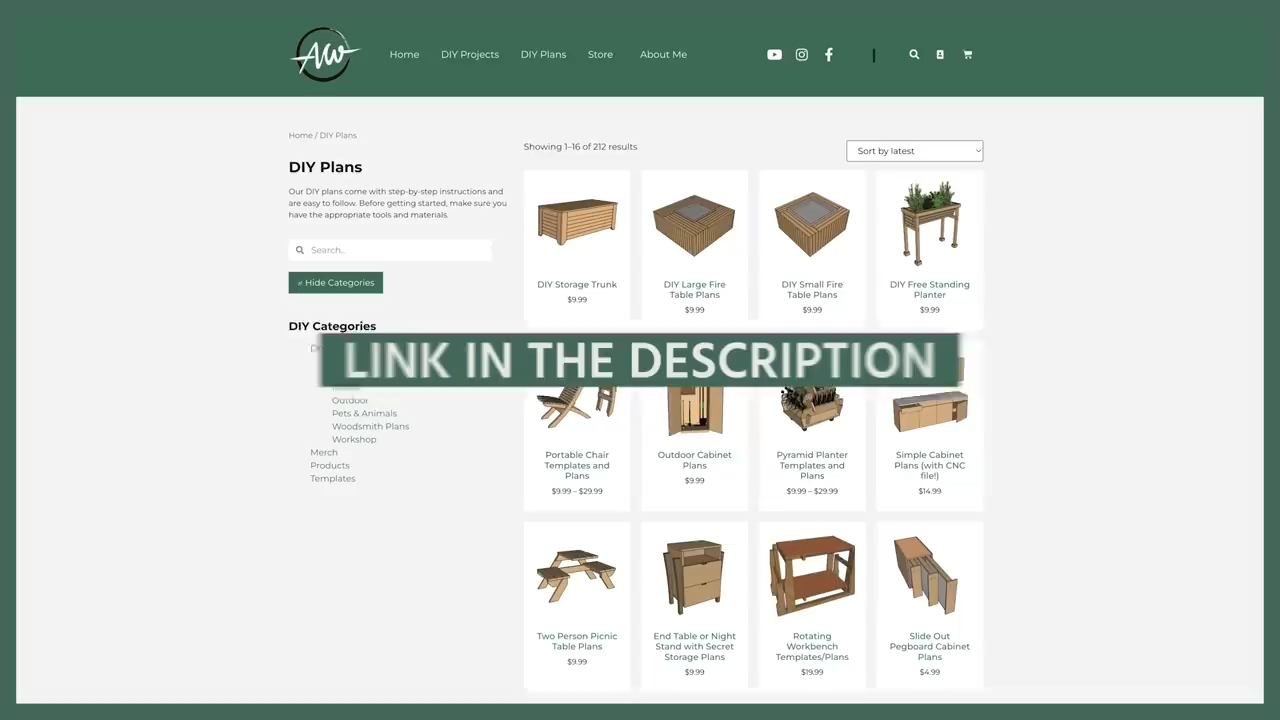 AW
Home
DIY Projects
DIY Plans
Store
About Me
Home / DIY Plans
DIY Plans
Our DIY plans come with step-by-step instructions and
are easy to follow. Before getting started, make sure you
have the appropriate tools and materials.
Search...
Hide Categories
DIY Categories
Outdoor
Pets & Animals
Woodsmith Plans
Workshop
Merch
Products
Templates
Showing 1–16 of 212 results
Sort by latest
DIY Storage Trunk
$9.99
DIY Large Fire
Table Plans
$9.99
DIY Small Fire
Table Plans
$9.99
DIY Free Standing
Planter
$9.99
LINK IN THE DESCRIPTION
Portable Chair
Templates and
Plans
$9.99 – $29.99
Outdoor Cabinet
Plans
$9.99
Pyramid Planter
Templates and
Plans
$9.99 – $29.99
Simple Cabinet
Plans (with CNC
file!)
$14.99
Two Person Picnic
Table Plans
$9.99
End Table or Night
Stand with Secret
Storage Plans
$9.99
Rotating
Workbench
Templates/Plans
$19.99
Slide Out
Pegboard Cabinet
Plans
$4.99